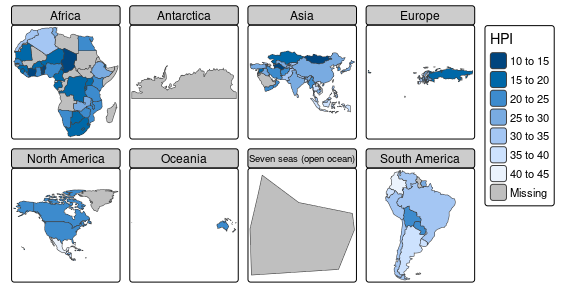 Africa
Antarctica
Asia
Europe
North America
Oceania
Seven seas (open ocean)
South America
HPI
10 to 15
15 to 20
20 to 25
25 to 30
30 to 35
35 to 40
40 to 45
Missing